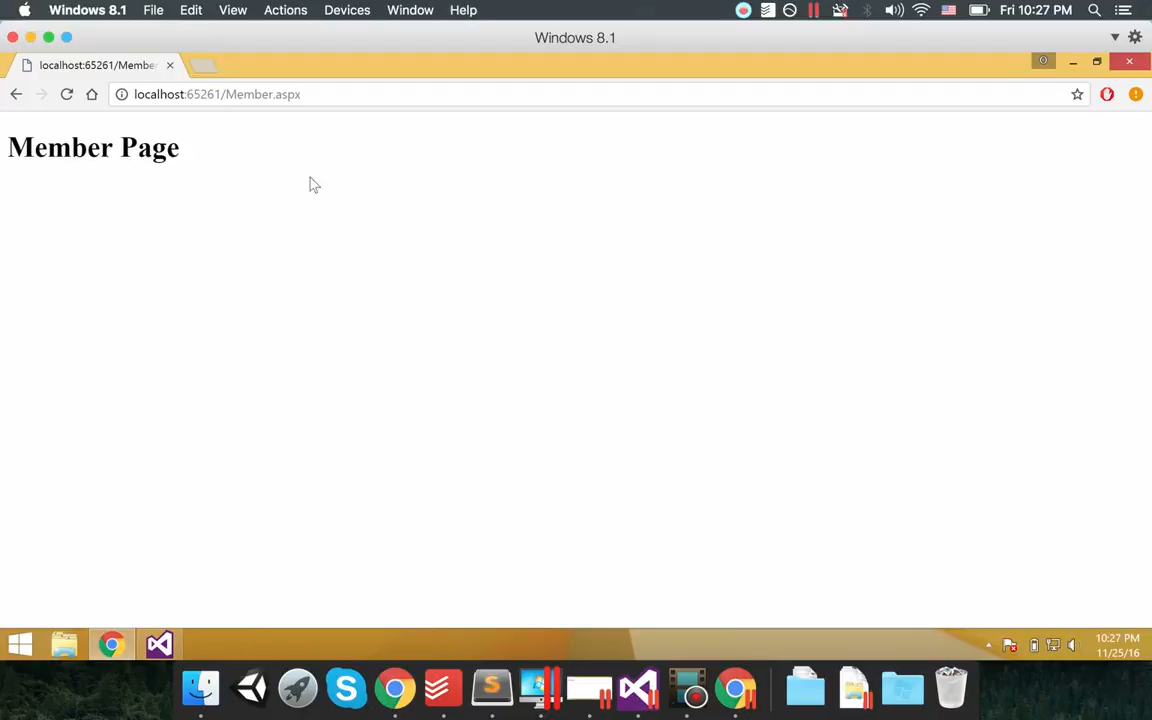 Windows 8.1 File Edit View Actions Devices Window Help Fri 10:27 PM
Windows 8.1
localhost:65261/Member
localhost:65261/Member.aspx
Member Page
10:27 PM
11/25/16